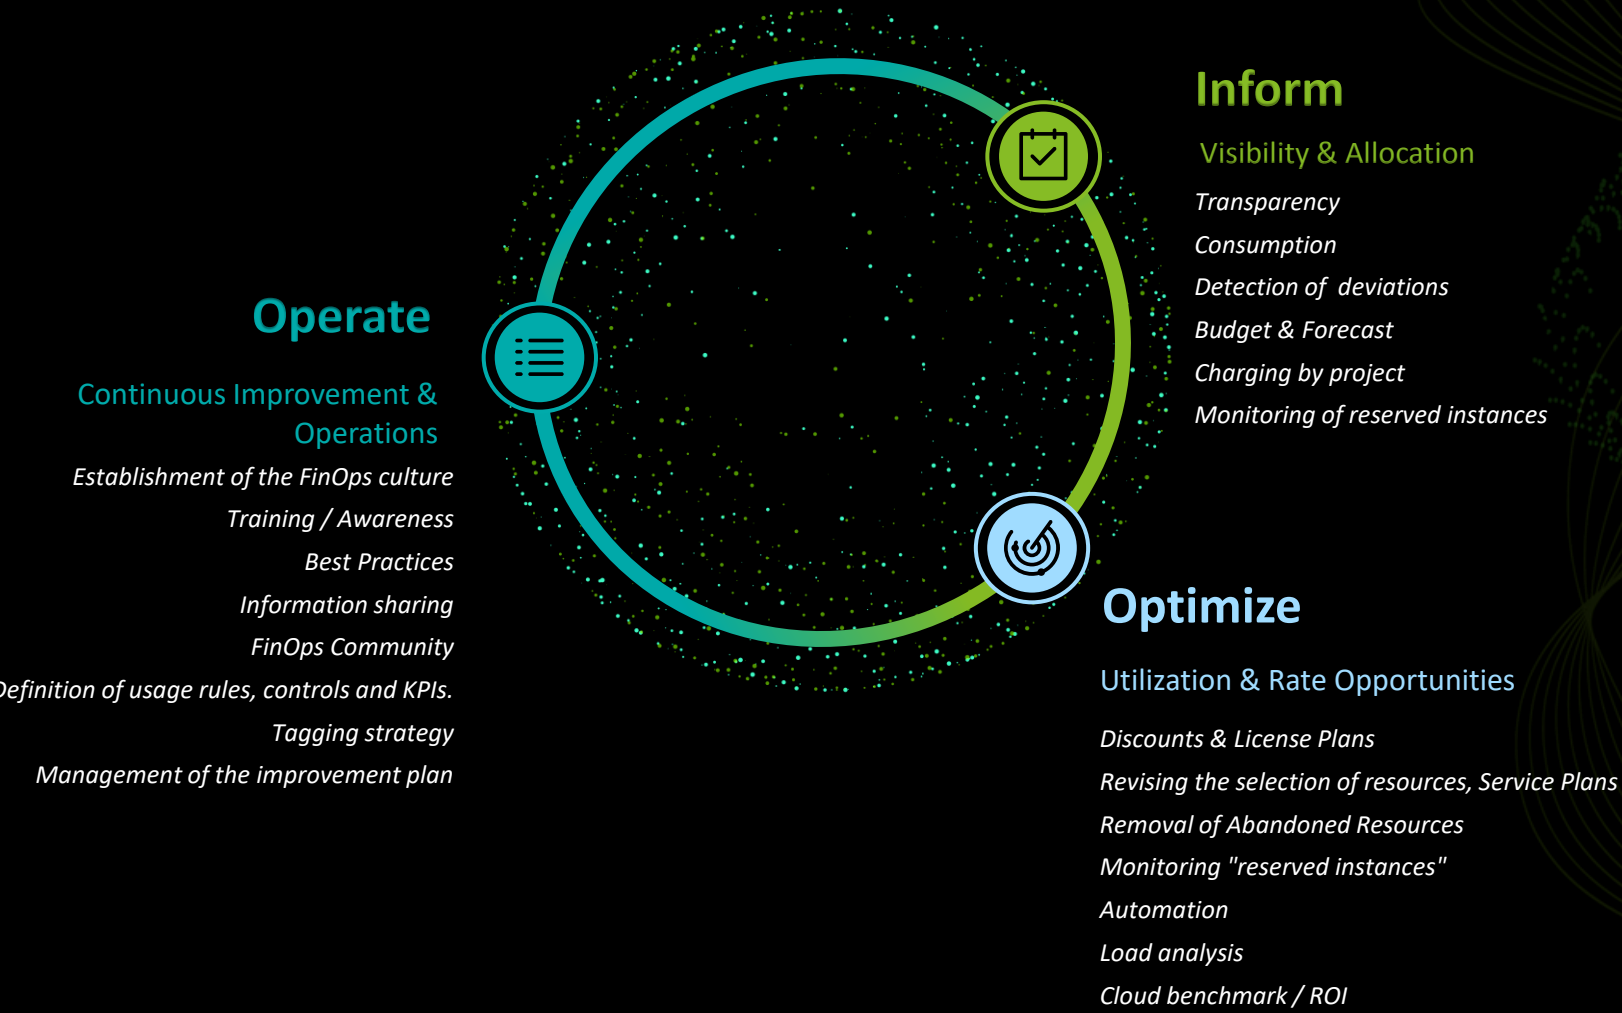 Inform
Visibility & Allocation
Transparency
Consumption
Detection of  deviations
Budget & Forecast
Charging by project
Monitoring of reserved instances
Operate
Continuous Improvement &
Operations
Establishment of the FinOps culture
Training / Awareness
Best Practices
Information sharing
FinOps Community
Definition of usage rules, controls and KPIs.
Tagging strategy
Management of the improvement plan
Optimize
Utilization & Rate Opportunities
Discounts & License Plans
Revising the selection of resources, Service Plans
Removal of Abandoned Resources
Monitoring "reserved instances"
Automation
Load analysis
Cloud benchmark / ROI